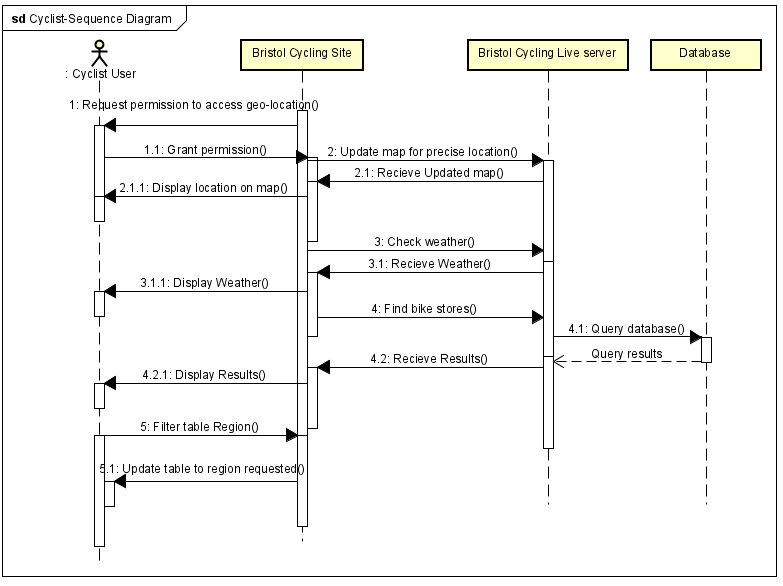 sd Cyclist-Sequence Diagram
: Cyclist User
Bristol Cycling Site
Bristol Cycling Live server
Database
1: Request permission to access geo-location()
1.1: Grant permission()
2: Update map for precise location()
2.1: Recieve Updated map()
2.1.1: Display location on map()
3: Check weather()
3.1: Recieve Weather()
3.1.1: Display Weather()
4: Find bike stores()
4.1: Query database()
Query results
4.2: Recieve Results()
4.2.1: Display Results()
5: Filter table Region()
5.1: Update table to region requested()